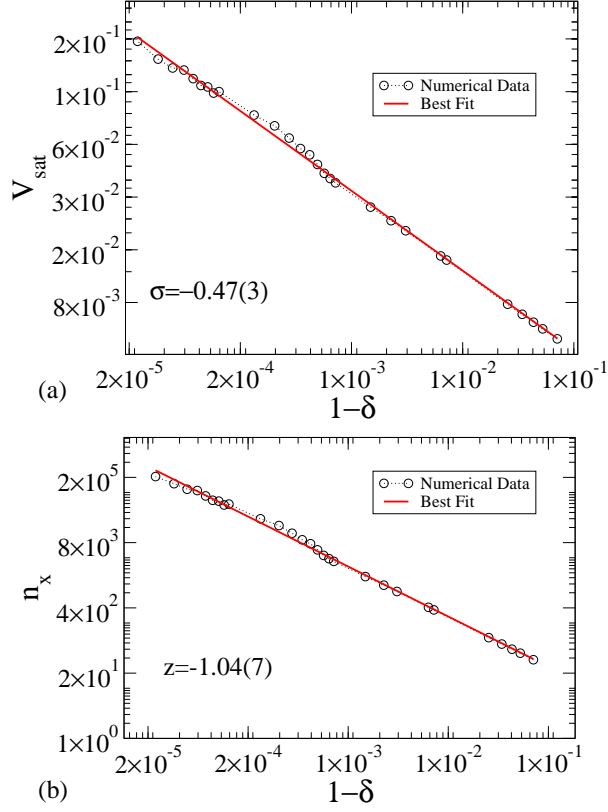 2×10⁻¹
1×10⁻¹
6×10⁻²
3×10⁻²
2×10⁻²
8×10⁻³
V_sat
Numerical Data
Best Fit
σ=−0.47(3)
2×10⁻⁵ 2×10⁻⁴ 1×10⁻³ 1×10⁻² 1×10⁻¹
(a)
1−δ
2×10⁵
8×10³
4×10²
2×10¹
1×10⁰
n_x
Numerical Data
Best Fit
z=-1.04(7)
2×10⁻⁵ 2×10⁻⁴ 1×10⁻³ 1×10⁻² 1×10⁻¹
(b)
1−δ